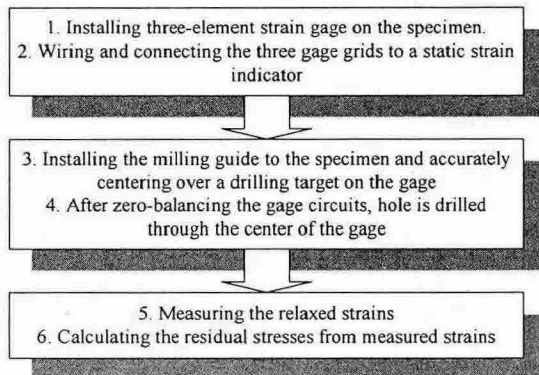 1. Installing three-element strain gage on the specimen.
2. Wiring and connecting the three gage grids to a static strain
indicator
3. Installing the milling guide to the specimen and accurately
centering over a drilling target on the gage
4. After zero-balancing the gage circuits, hole is drilled
through the center of the gage
5. Measuring the relaxed strains
6. Calculating the residual stresses from measured strains